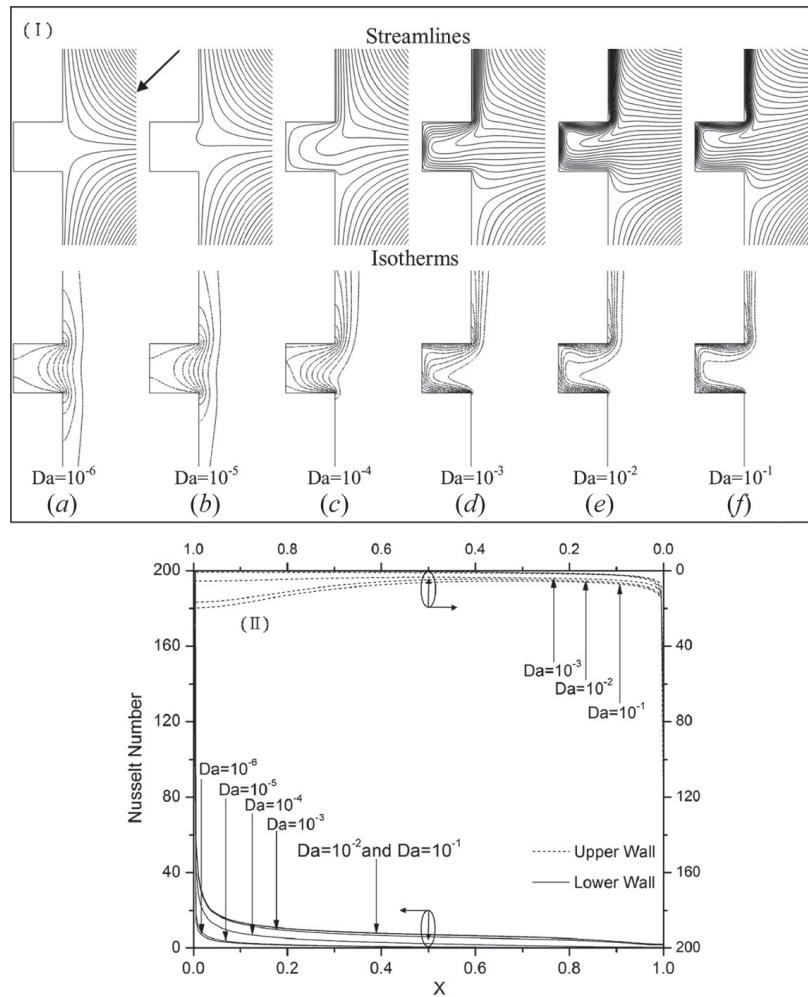 (I)
Streamlines
Isotherms
Da=10⁻⁶ Da=10⁻⁵ Da=10⁻⁴ Da=10⁻³ Da=10⁻² Da=10⁻¹
(a) (b) (c) (d) (e) (f)
1.0 0.8 0.6 0.4 0.2 0.0
200 0
(II)
160 40
Da=10⁻³
Da=10⁻²
Da=10⁻¹
120 80
Nusselt Number
80 120
Da=10⁻⁶
Da=10⁻⁵
Da=10⁻⁴
Da=10⁻³
Da=10⁻² and Da=10⁻¹
Upper Wall
40 160
Lower Wall
0 200
0.0 0.2 0.4 0.6 0.8 1.0
X